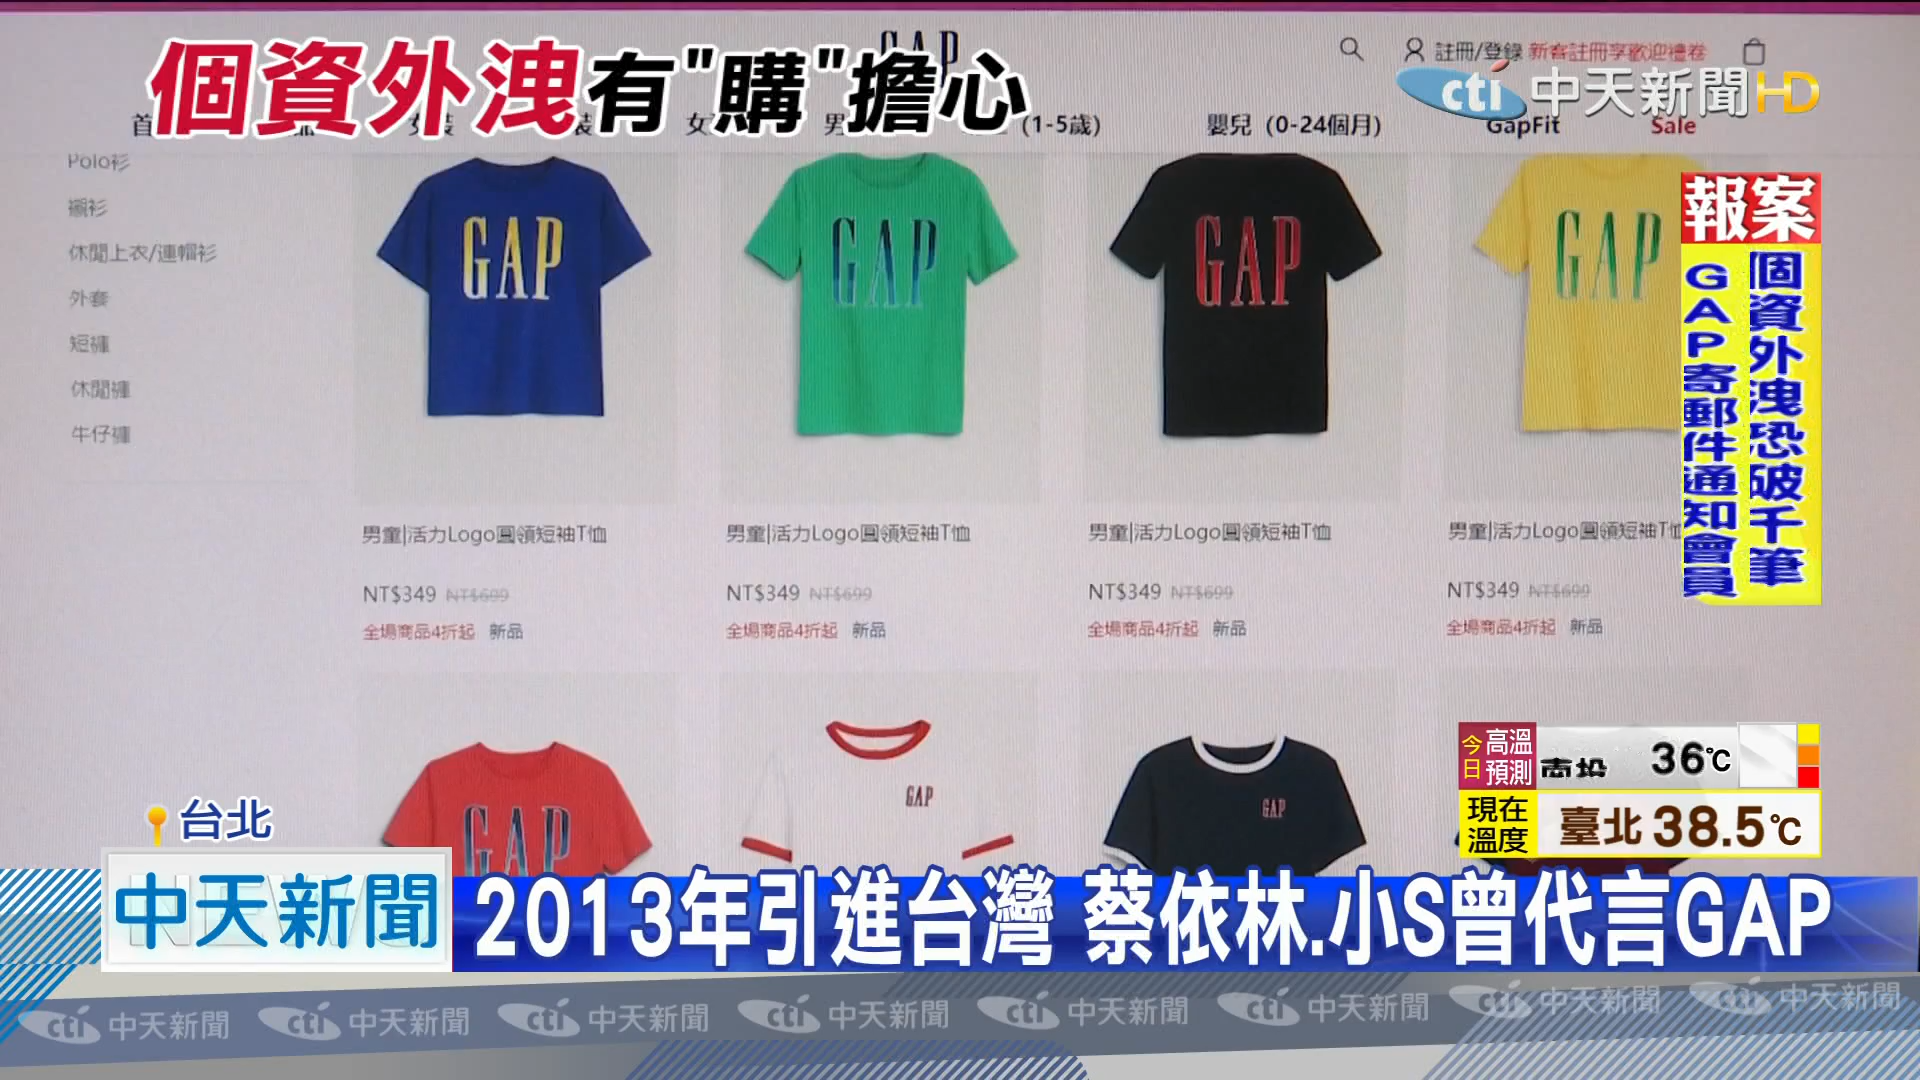 個資外洩有"購"擔心
GAP
註冊/登錄 新客註冊享歡迎禮卷
cti 中天新聞HD
(1-5歲)
嬰兒 (0-24個月)
GapFit
Sale
Polo衫
襯衫
休閒上衣/連帽衫
外套
短褲
休閒褲
牛仔褲
GAP
GAP
GAP
GAP
報案
個資外洩恐破千筆
GAP寄郵件通知會員
男童|活力Logo圓領短袖T恤
男童|活力Logo圓領短袖T恤
男童|活力Logo圓領短袖T恤
男童|活力Logo圓領短袖T恤
NT$349 NT$699
NT$349 NT$699
NT$349 NT$699
NT$349 NT$699
全場商品4折起 新品
全場商品4折起 新品
全場商品4折起 新品
全場商品4折起 新品
GAP
GAP
GAP
今日高溫預測 南投 36℃
現在溫度 臺北 38.5℃
台北
中天新聞
2013年引進台灣 蔡依林.小S曾代言GAP
cti 中天新聞 cti 中天新聞 cti 中天新聞 cti 中天新聞 cti 中天新聞 cti 中天新聞 cti 中天新聞 cti 中天新聞